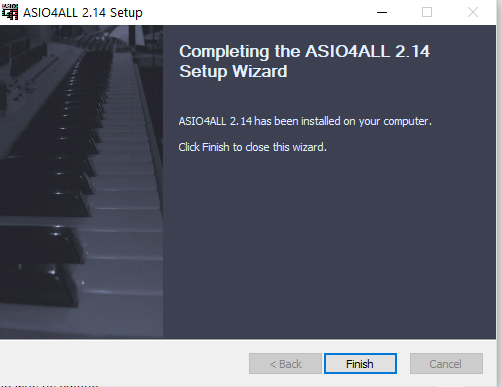 ASIO4ALL 2.14 Setup
Completing the ASIO4ALL 2.14
Setup Wizard
ASIO4ALL 2.14 has been installed on your computer.
Click Finish to close this wizard.
< Back
Finish
Cancel